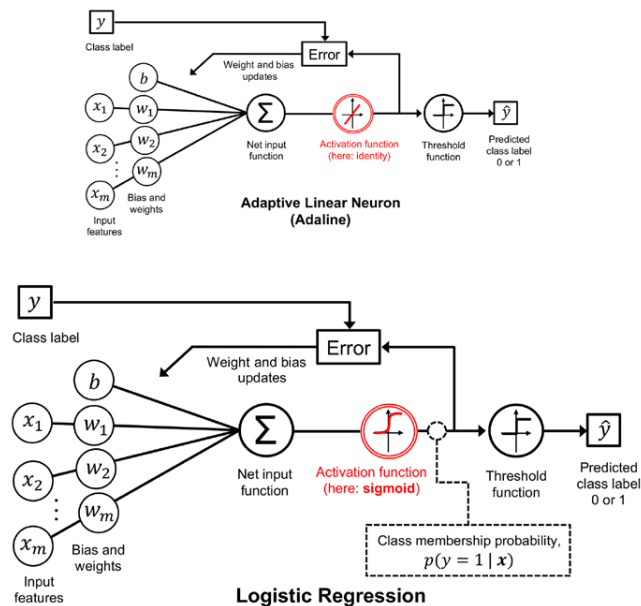 y
Class label
Error
Weight and bias
updates
b
x₁
w₁
x₂
w₂
⋮
xₘ
wₘ
Σ
ŷ
Net input
function
Activation function
(here: identity)
Threshold
function
Predicted
class label
0 or 1
Bias and
weights
Input
features
Adaptive Linear Neuron
(Adaline)
y
Class label
Error
Weight and bias
updates
b
x₁
w₁
x₂
w₂
⋮
xₘ
wₘ
Σ
ŷ
Net input
function
Activation function
(here: sigmoid)
Threshold
function
Predicted
class label
0 or 1
Bias and
weights
Input
features
Class membership probability,
p(y = 1 | x)
Logistic Regression